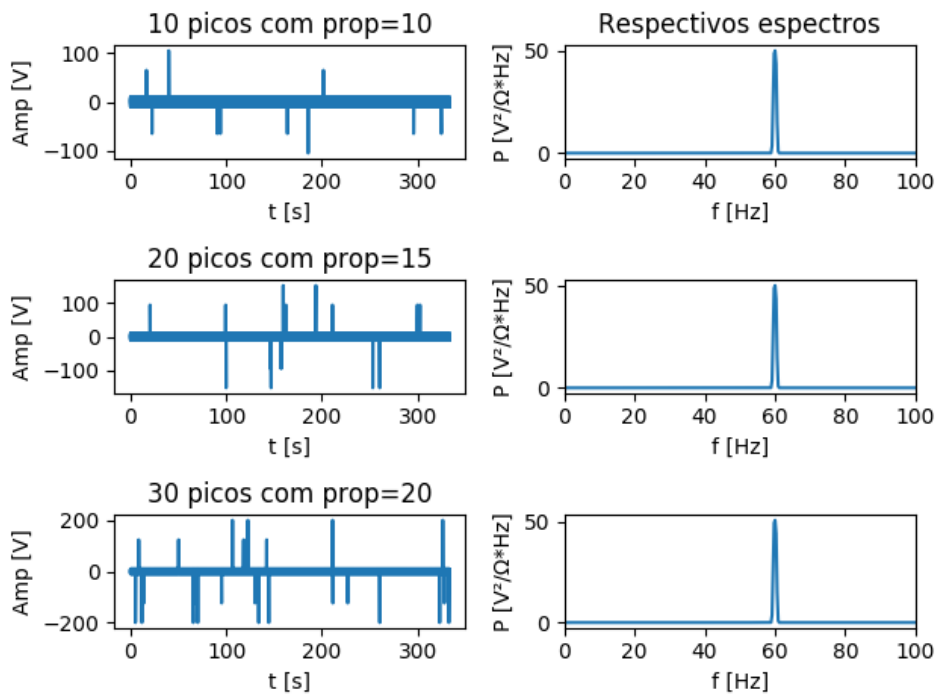 10 picos com prop=10
Respectivos espectros
Amp [V]
100
0
−100
0
100
200
300
t [s]
P [V²/Ω*Hz]
50
0
0
20
40
60
80
100
f [Hz]
20 picos com prop=15
Amp [V]
100
0
−100
0
100
200
300
t [s]
P [V²/Ω*Hz]
50
0
0
20
40
60
80
100
f [Hz]
30 picos com prop=20
Amp [V]
200
0
−200
0
100
200
300
t [s]
P [V²/Ω*Hz]
50
0
0
20
40
60
80
100
f [Hz]